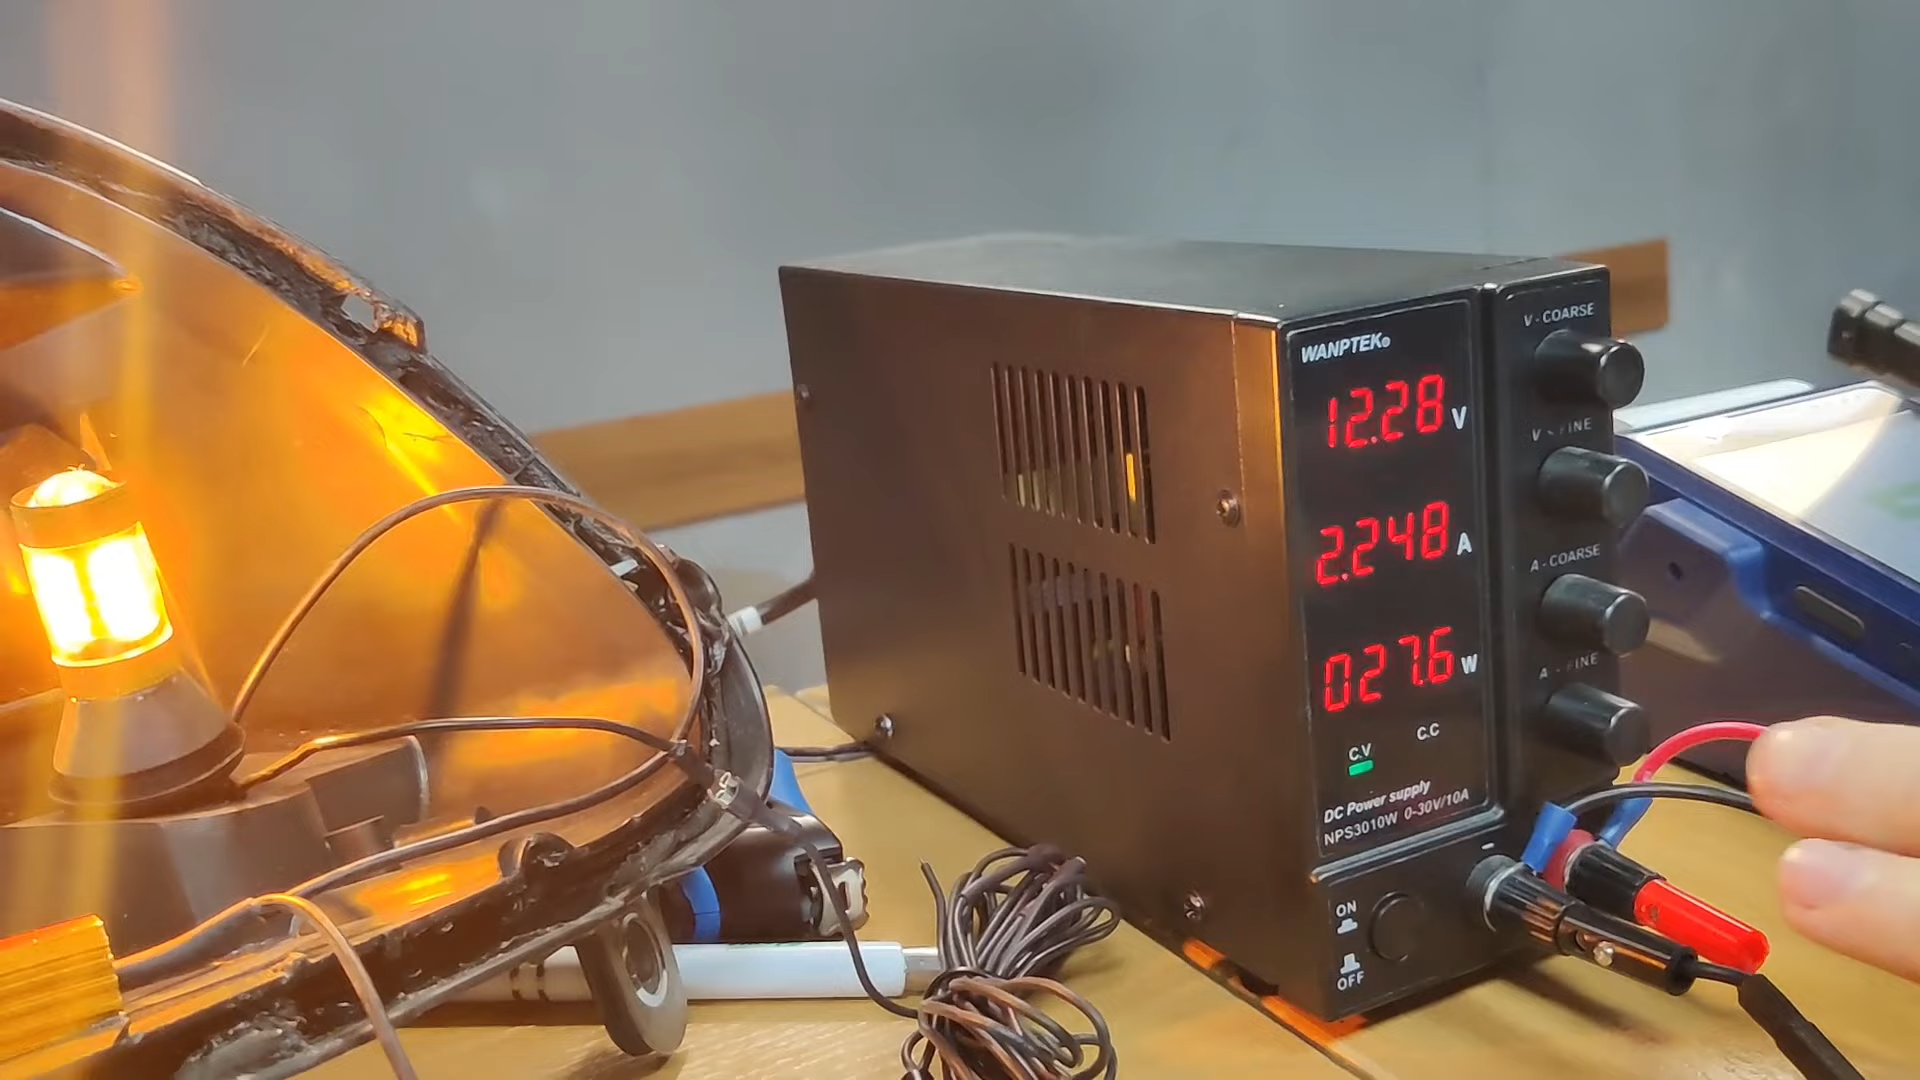 WANPTEK®
12.28 V
2.248 A
027.6 W
C.V C.C
DC Power supply
NPS3010W 0-30V/10A
ON
OFF
V - COARSE
V - FINE
A - COARSE
A - FINE